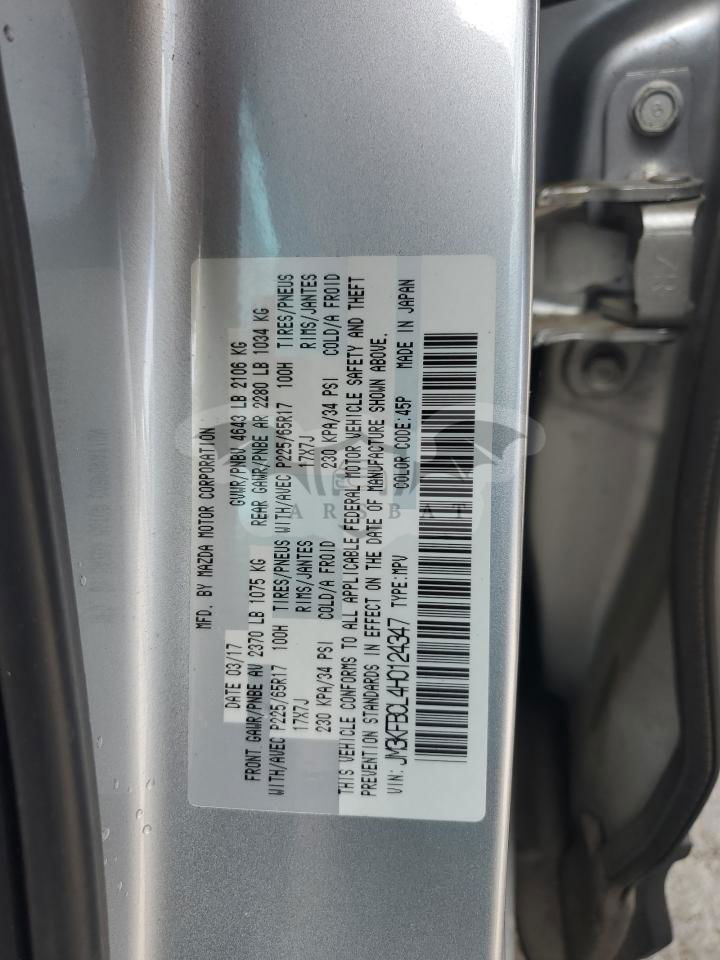 MFD. BY MAZDA MOTOR CORPORATION
DATE 03/17 GVWR/PNBV 4643 LB 2106 KG
FRONT GAWR/PNBE AV 2370 LB 1075 KG REAR GAWR/PNBE AR 2280 LB 1034 KG
WITH/AVEC P225/65R17 100H TIRES/PNEUS WITH/AVEC P225/65R17 100H TIRES/PNEUS
17X7J RIMS/JANTES 17X7J RIMS/JANTES
230 KPA/34 PSI COLD/A FROID 230 KPA/34 PSI COLD/A FROID
THIS VEHICLE CONFORMS TO ALL APPLICABLE FEDERAL MOTOR VEHICLE SAFETY AND THEFT
PREVENTION STANDARDS IN EFFECT ON THE DATE OF MANUFACTURE SHOWN ABOVE.
VIN: JM3KFBCL4H0124347 TYPE:MPV COLOR CODE:45P MADE IN JAPAN
CARSBAT
8